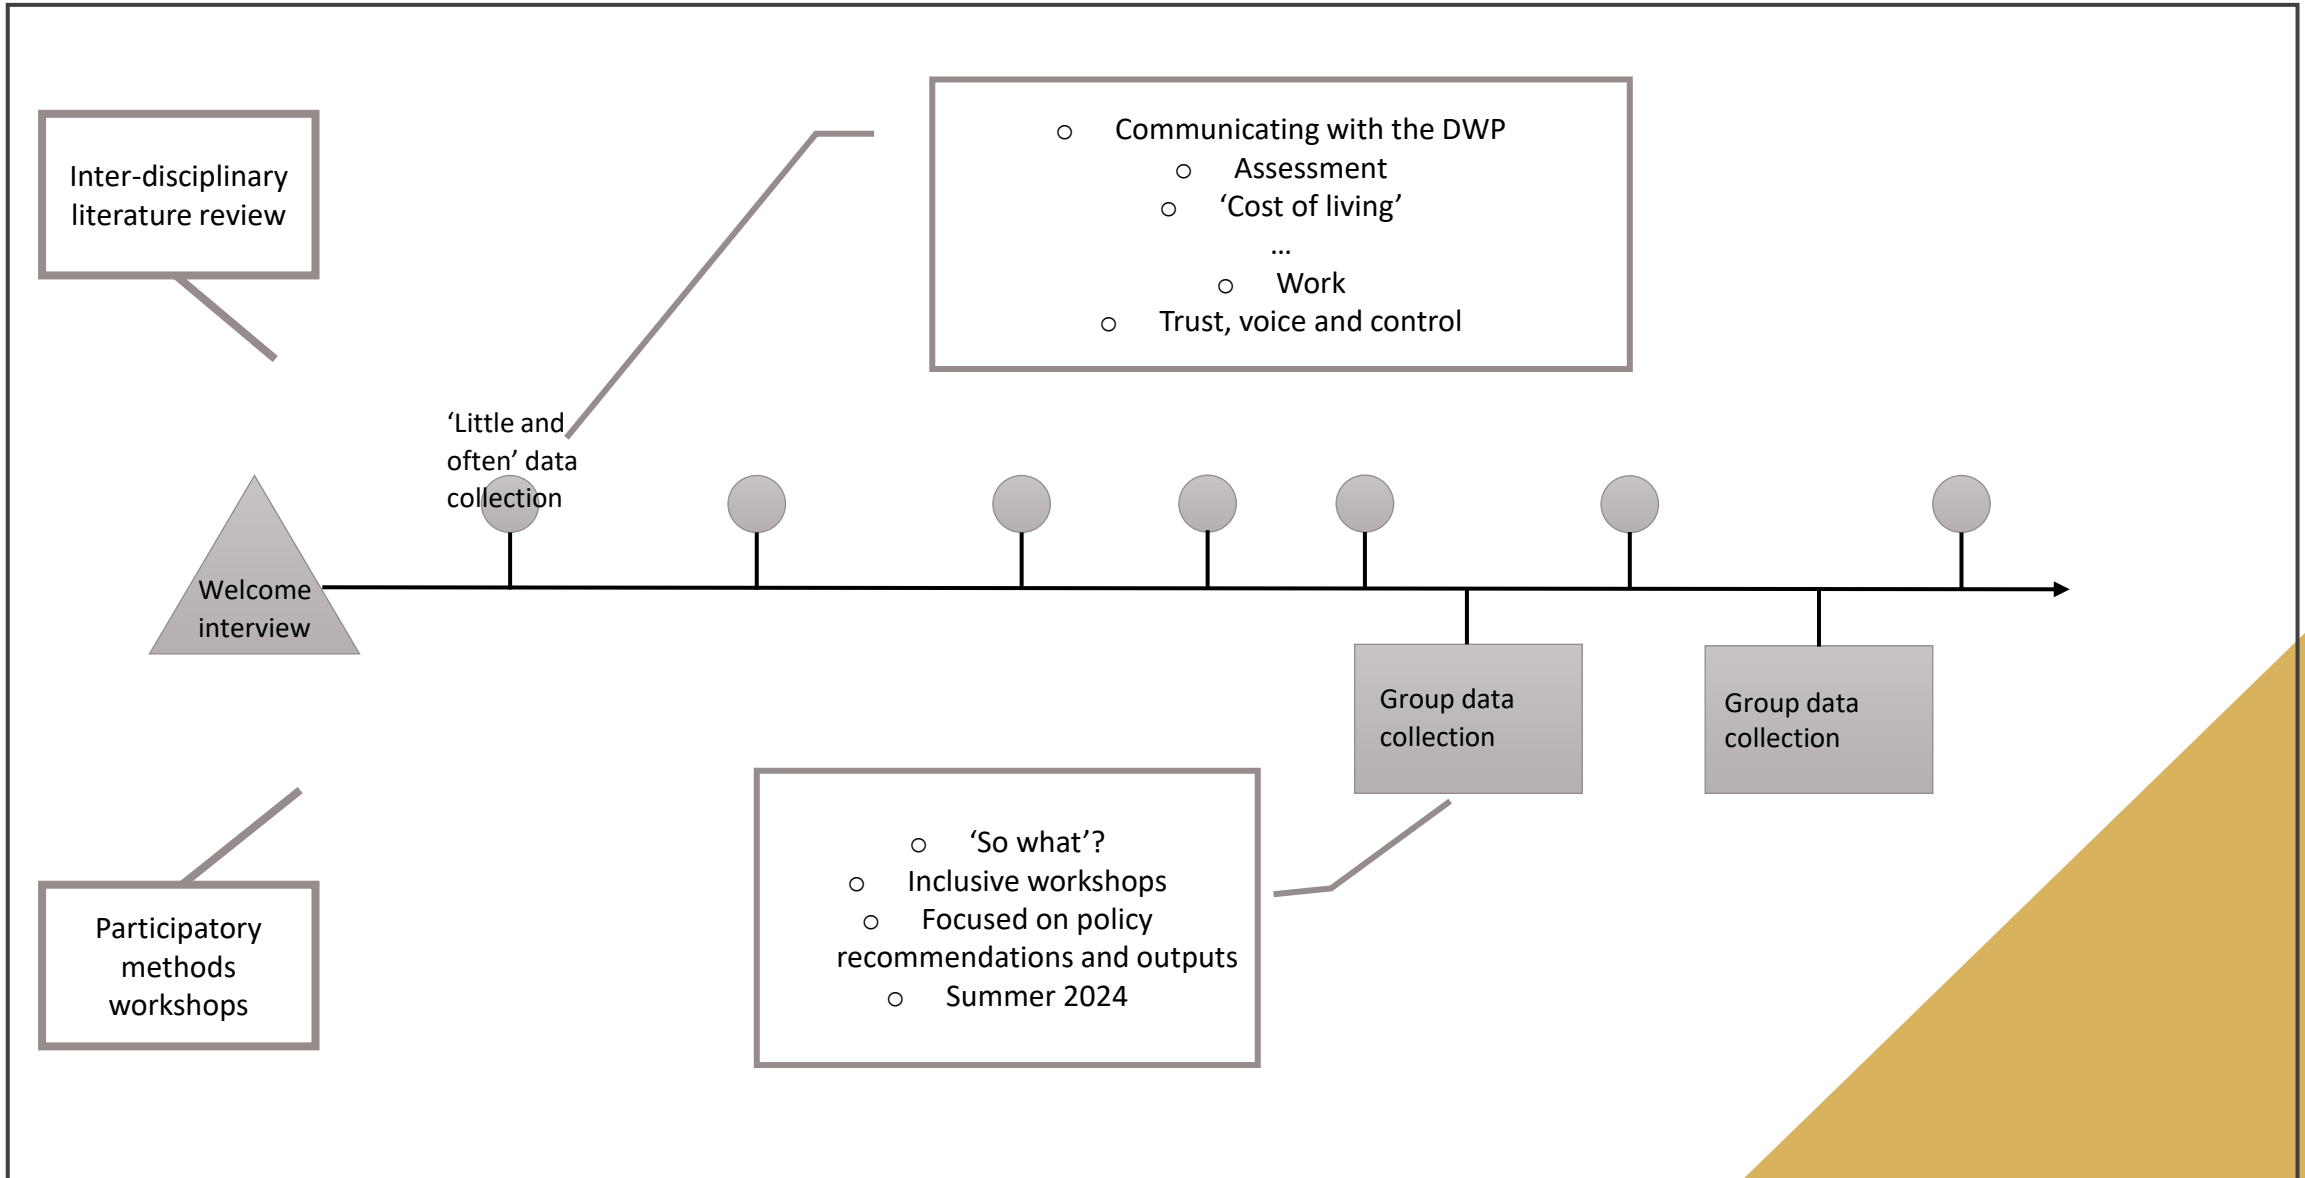 Inter-disciplinary
literature review
○ Communicating with the DWP
○ Assessment
○ ‘Cost of living’
...
○ Work
○ Trust, voice and control
‘Little and
often’ data
collection
Welcome
interview
Group data
collection
Group data
collection
○ ‘So what’?
○ Inclusive workshops
○ Focused on policy
recommendations and outputs
○ Summer 2024
Participatory
methods
workshops